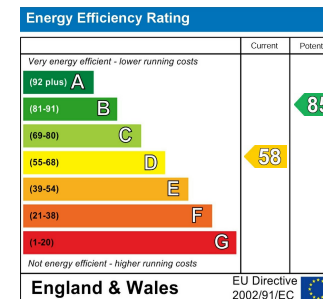 Energy Efficiency Rating
Current
Very energy efficient - lower running costs
(92 plus) A
(81-91) B
85
(69-80) C
(55-68) D
58
(39-54) E
(21-38) F
(1-20) G
Not energy efficient - higher running costs
England & Wales
EU Directive
2002/91/EC